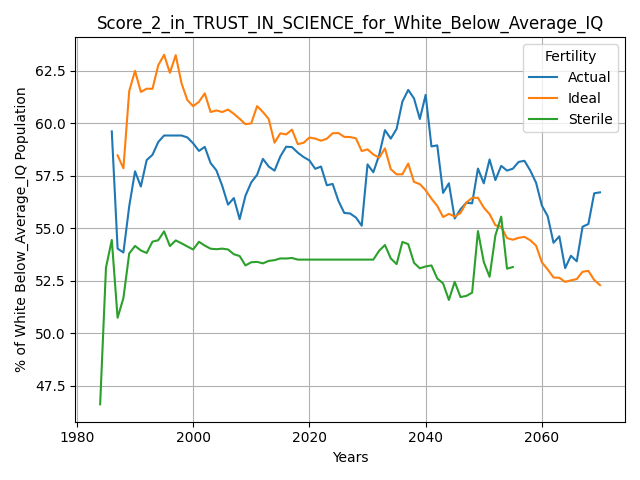 Score_2_in_TRUST_IN_SCIENCE_for_White_Below_Average_IQ
% of White Below_Average_IQ Population
62.5
60.0
57.5
55.0
52.5
50.0
47.5
Fertility
Actual
Ideal
Sterile
1980
2000
2020
2040
2060
Years